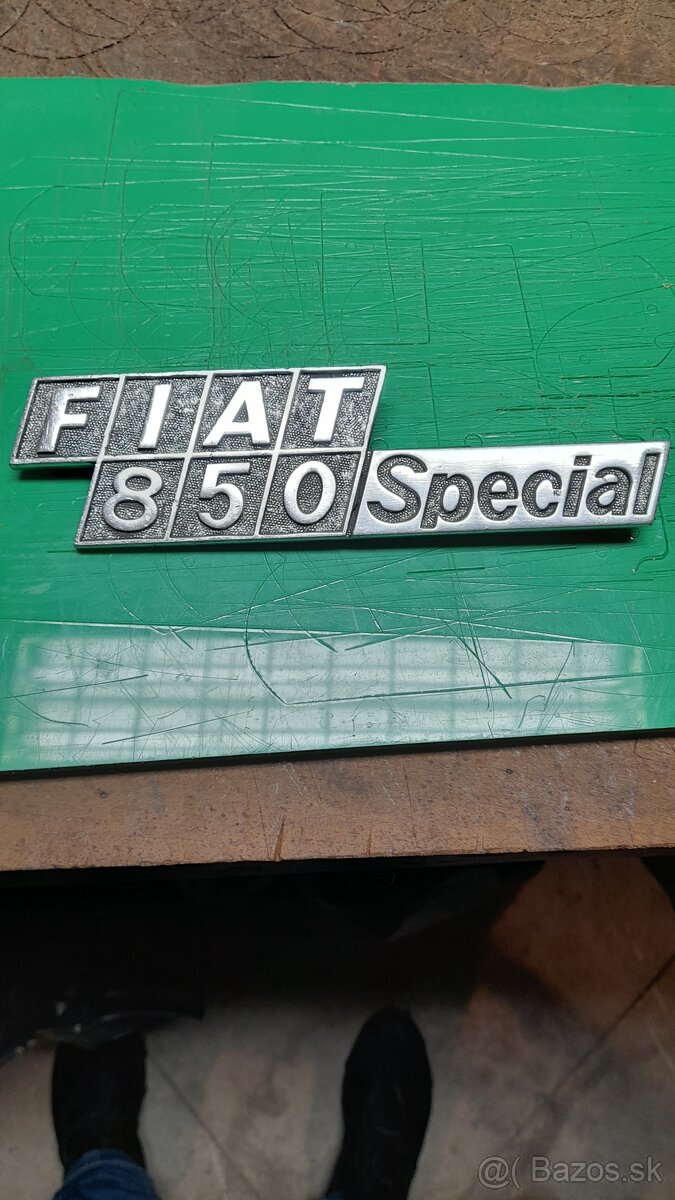 FIAT
850 Special
@( Bazos.sk